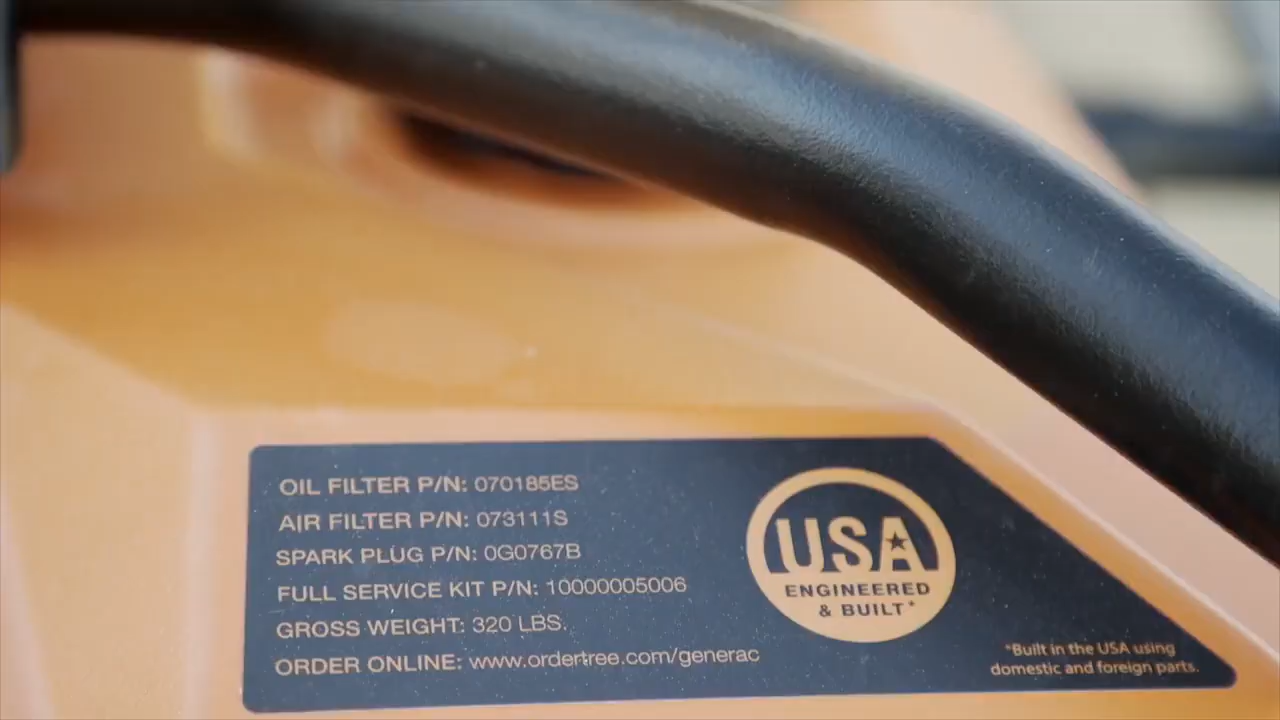 OIL FILTER P/N: 070185ES
AIR FILTER P/N: 073111S
SPARK PLUG P/N: 0G0767B
FULL SERVICE KIT P/N: 10000005006
GROSS WEIGHT: 320 LBS.
ORDER ONLINE: www.ordertree.com/generac
USA
ENGINEERED
& BUILT*
*Built in the USA using
domestic and foreign parts.